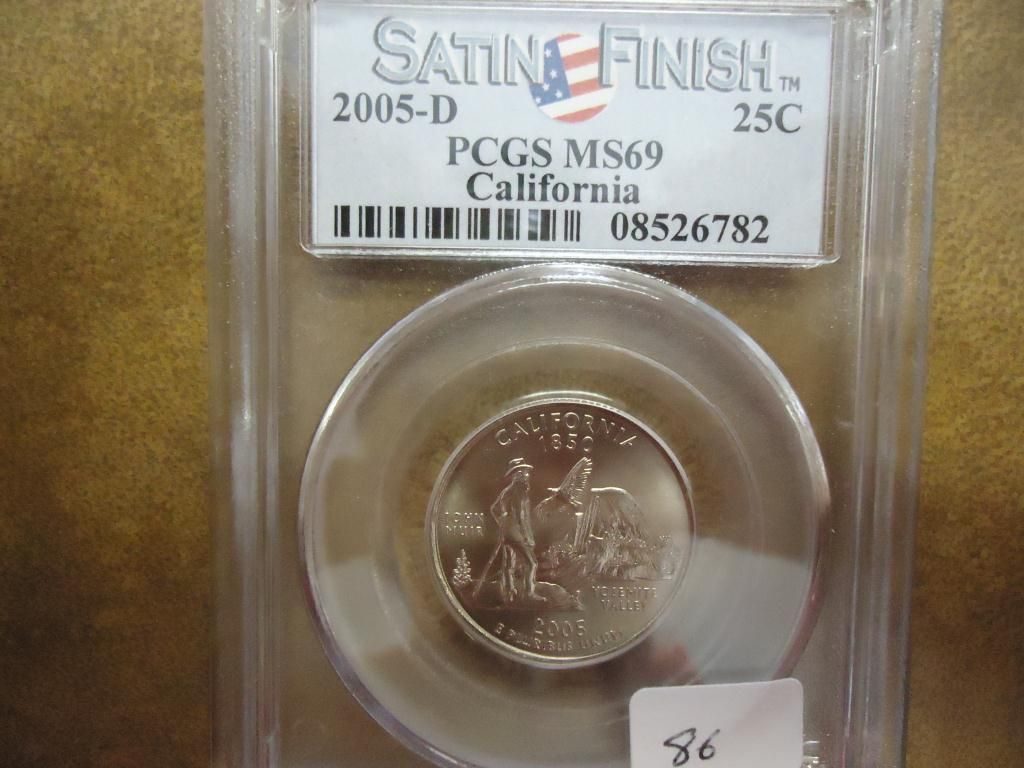 SATIN FINISH™
2005-D 25C
PCGS MS69
California
08526782
CALIFORNIA
1850
JOHN
MUIR
YOSEMITE
VALLEY
2005
E PLURIBUS UNUM
86